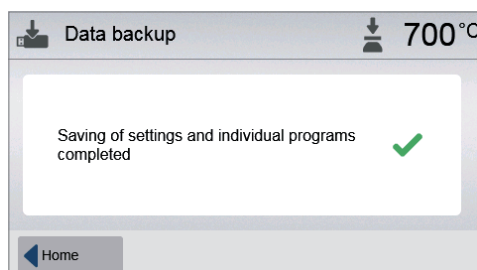 Data backup
700°C
Saving of settings and individual programs
completed
Home